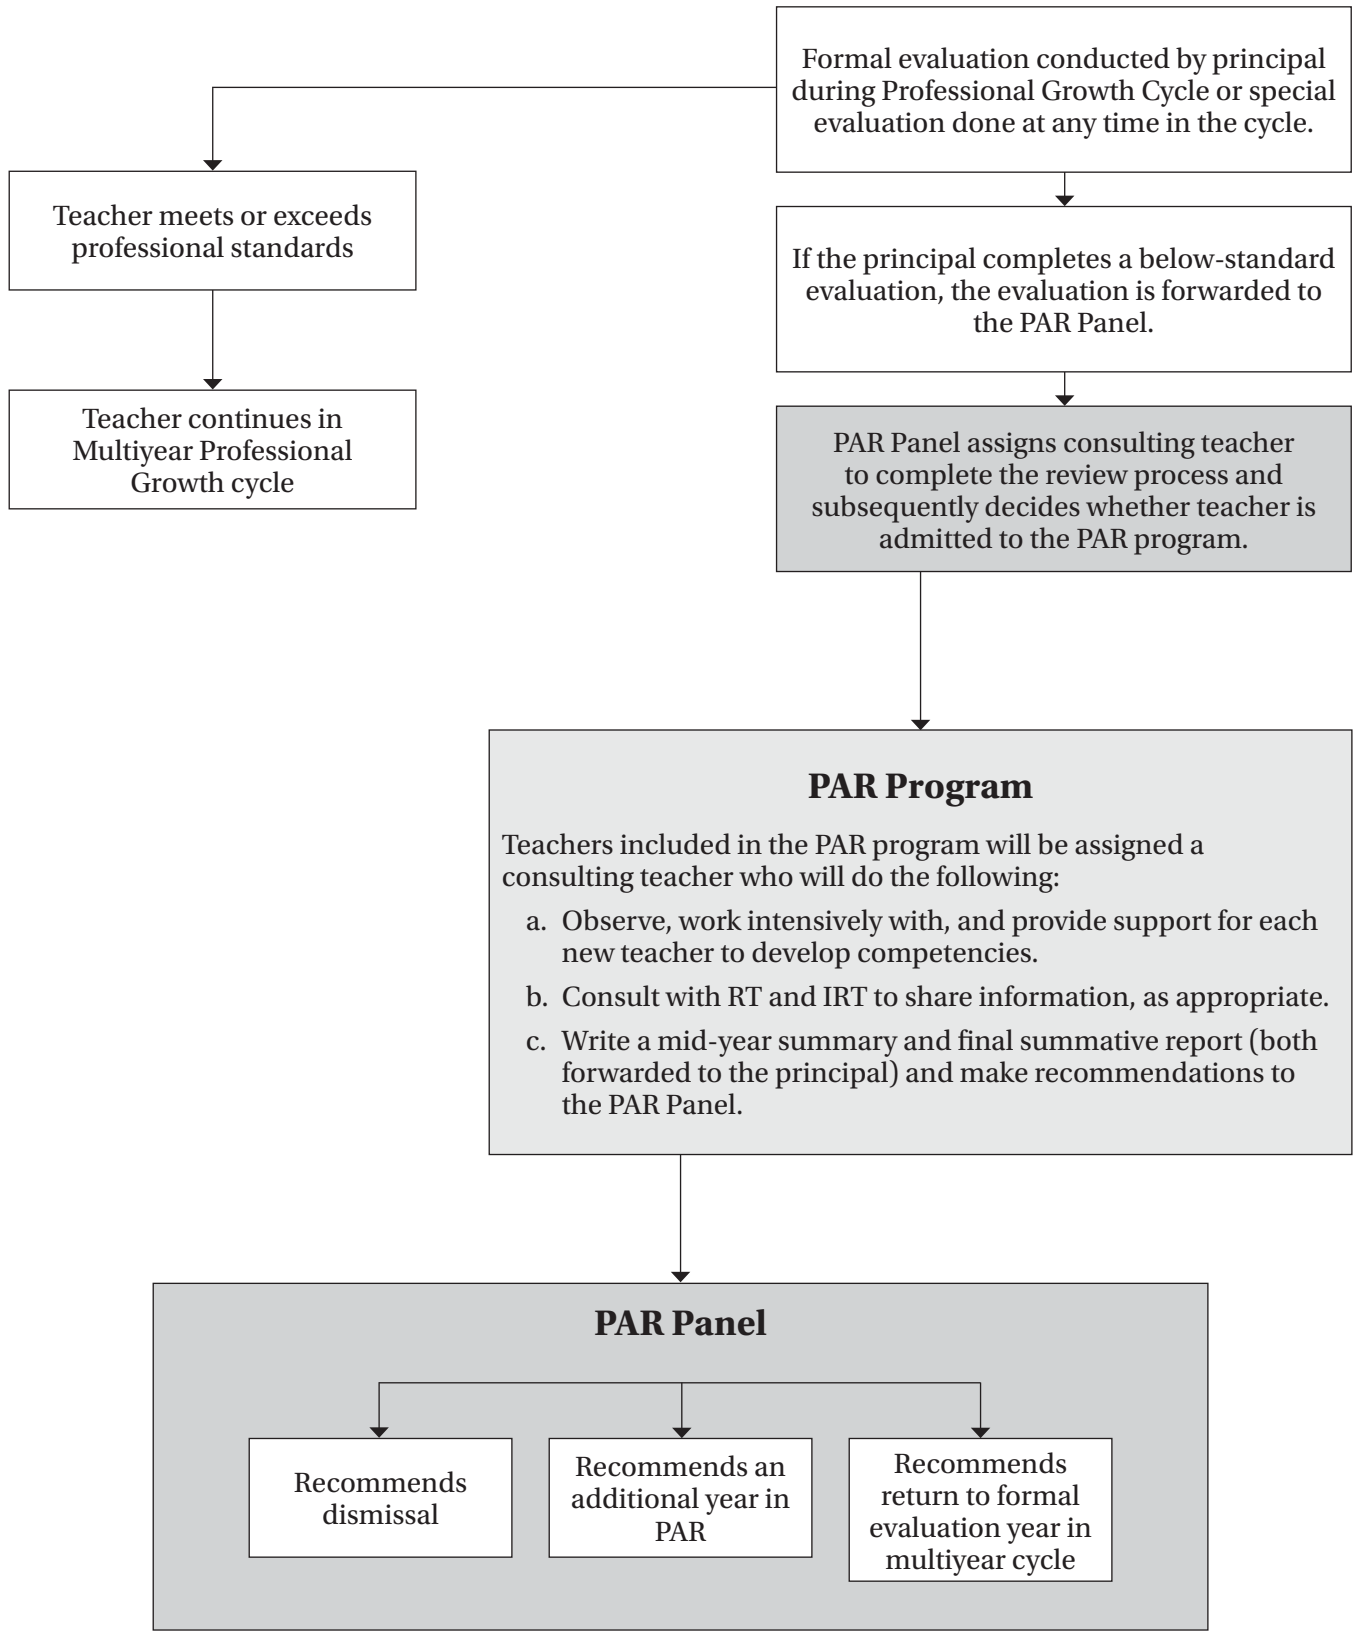 Formal evaluation conducted by principal
during Professional Growth Cycle or special
evaluation done at any time in the cycle.
Teacher meets or exceeds
professional standards
If the principal completes a below-standard
evaluation, the evaluation is forwarded to
the PAR Panel.
Teacher continues in
Multiyear Professional
Growth cycle
PAR Panel assigns consulting teacher
to complete the review process and
subsequently decides whether teacher is
admitted to the PAR program.
PAR Program
Teachers included in the PAR program will be assigned a
consulting teacher who will do the following:
a. Observe, work intensively with, and provide support for each
new teacher to develop competencies.
b. Consult with RT and IRT to share information, as appropriate.
c. Write a mid-year summary and final summative report (both
forwarded to the principal) and make recommendations to
the PAR Panel.
PAR Panel
Recommends
dismissal
Recommends an
additional year in
PAR
Recommends
return to formal
evaluation year in
multiyear cycle